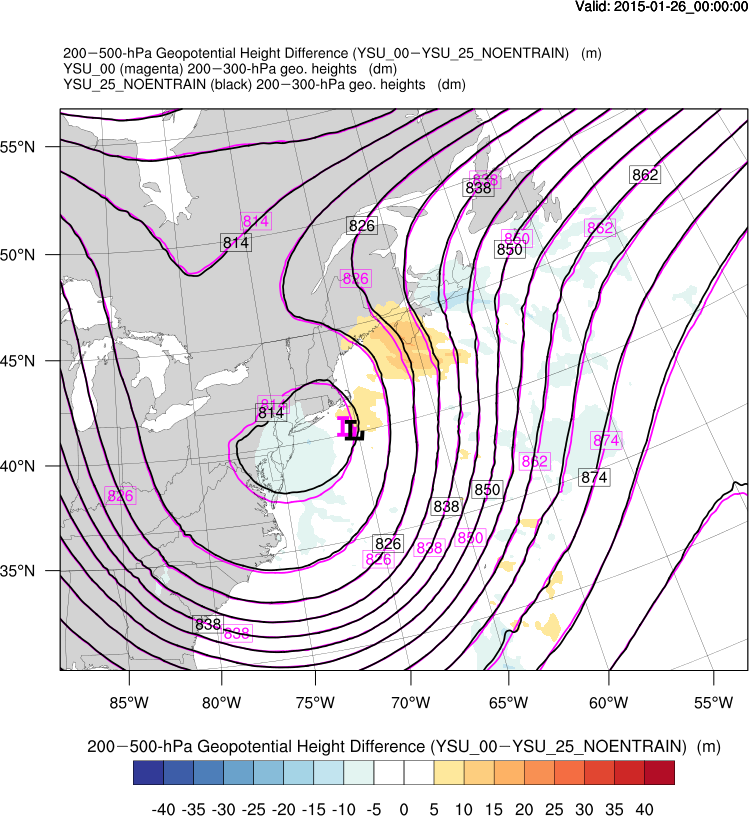 Valid: 2015-01-26_00:00:00
200−500-hPa Geopotential Height Difference (YSU_00−YSU_25_NOENTRAIN) (m)
YSU_00 (magenta) 200−300-hPa geo. heights (dm)
YSU_25_NOENTRAIN (black) 200−300-hPa geo. heights (dm)
55°N
862
838
838
814
826
862
814
850
850
50°N
826
45°N
814
814
L
L
874
40°N
862
874
826
850
838
850
826
838
826
35°N
838
838
85°W 80°W 75°W 70°W 65°W 60°W 55°W
200−500-hPa Geopotential Height Difference (YSU_00−YSU_25_NOENTRAIN) (m)
-40 -35 -30 -25 -20 -15 -10 -5 0 5 10 15 20 25 30 35 40